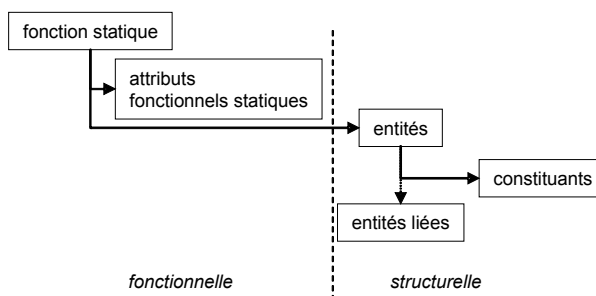 fonction statique
attributs
fonctionnels statiques
entités
constituants
entités liées
fonctionnelle
structurelle